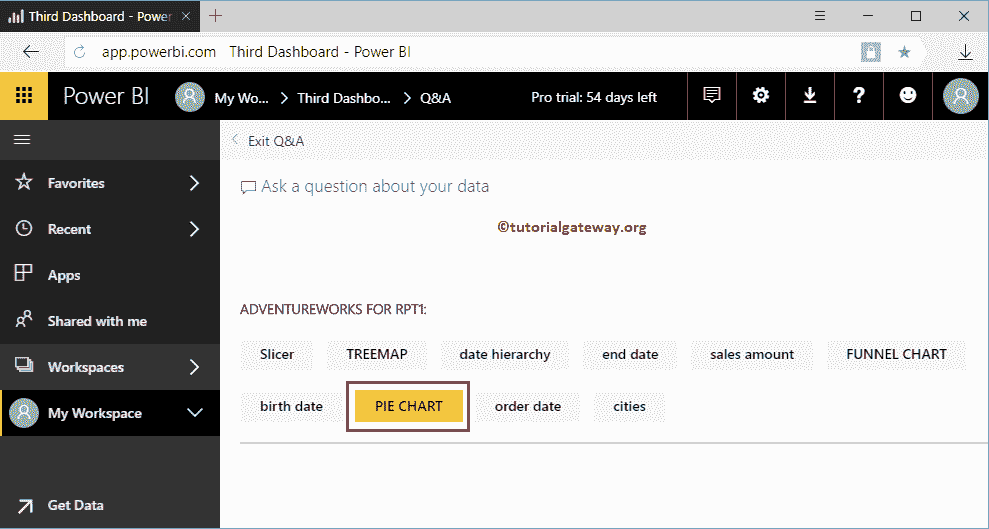 Third Dashboard - Power
app.powerbi.com Third Dashboard - Power BI
Power BI My Wo... Third Dashbo... Q&A Pro trial: 54 days left
Exit Q&A
Favorites
Ask a question about your data
Recent
©tutorialgateway.org
Apps
Shared with me
ADVENTUREWORKS FOR RPT1:
Workspaces
Slicer TREEMAP date hierarchy end date sales amount FUNNEL CHART
My Workspace
birth date PIE CHART order date cities
Get Data